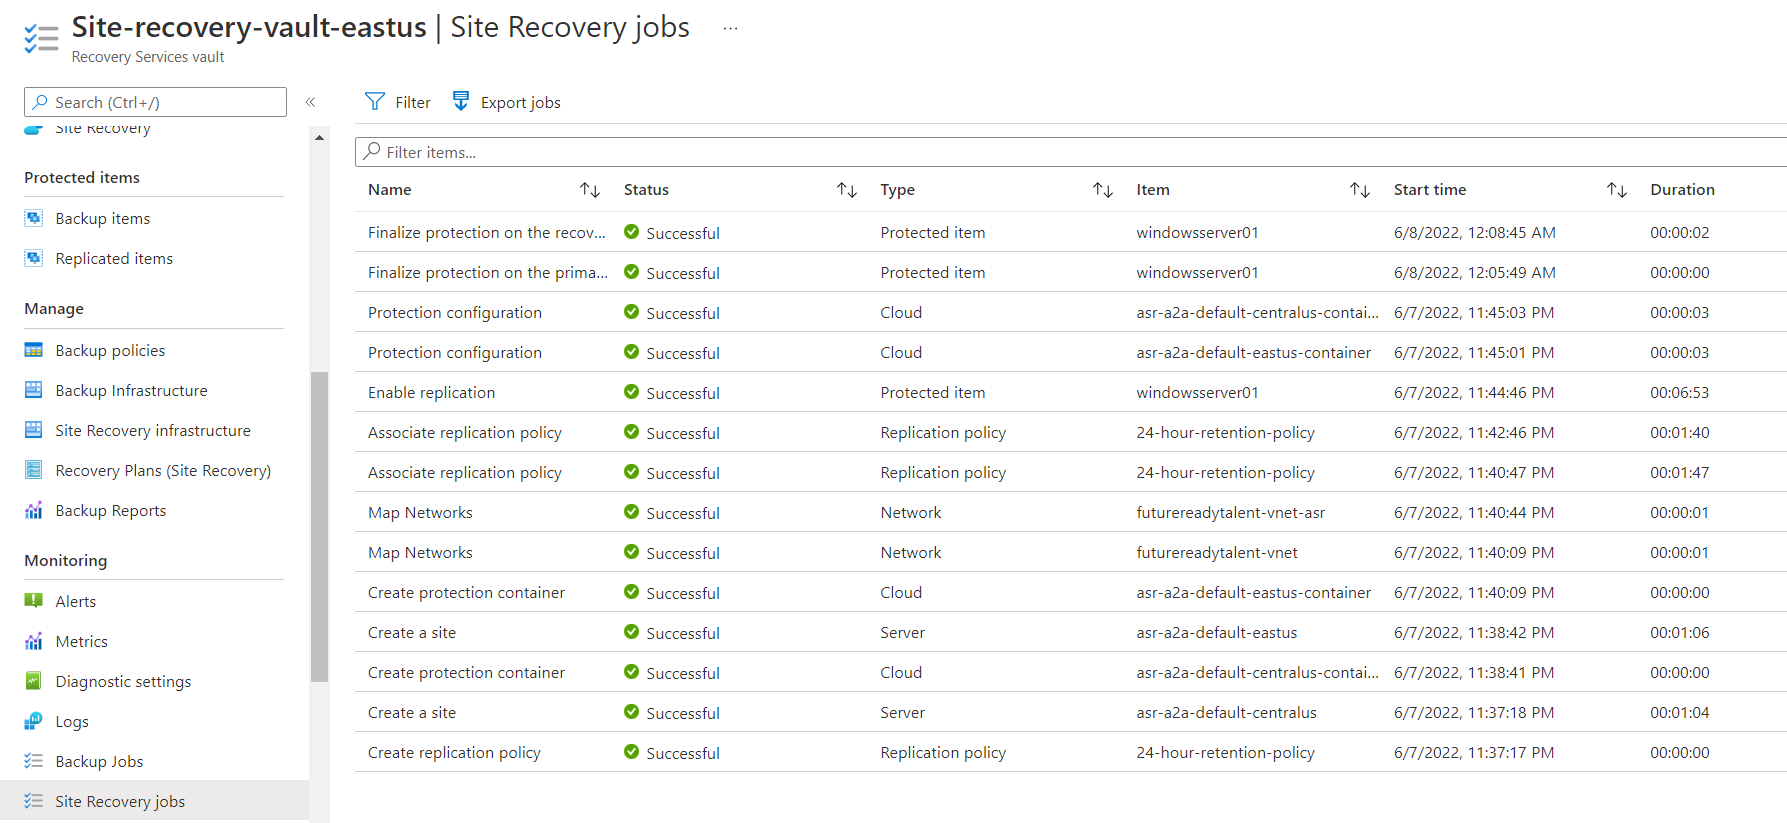 Site-recovery-vault-eastus | Site Recovery jobs ...
Recovery Services vault
Search (Ctrl+/) «
Site Recovery
Protected items
Backup items
Replicated items
Manage
Backup policies
Backup Infrastructure
Site Recovery infrastructure
Recovery Plans (Site Recovery)
Backup Reports
Monitoring
Alerts
Metrics
Diagnostic settings
Logs
Backup Jobs
Site Recovery jobs
Filter Export jobs
Filter items...
Name ↑↓ Status ↑↓ Type ↑↓ Item ↑↓ Start time ↑↓ Duration
Finalize protection on the recov... Successful Protected item windowsserver01 6/8/2022, 12:08:45 AM 00:00:02
Finalize protection on the prima... Successful Protected item windowsserver01 6/8/2022, 12:05:49 AM 00:00:00
Protection configuration Successful Cloud asr-a2a-default-centralus-contai... 6/7/2022, 11:45:03 PM 00:00:03
Protection configuration Successful Cloud asr-a2a-default-eastus-container 6/7/2022, 11:45:01 PM 00:00:03
Enable replication Successful Protected item windowsserver01 6/7/2022, 11:44:46 PM 00:06:53
Associate replication policy Successful Replication policy 24-hour-retention-policy 6/7/2022, 11:42:46 PM 00:01:40
Associate replication policy Successful Replication policy 24-hour-retention-policy 6/7/2022, 11:40:47 PM 00:01:47
Map Networks Successful Network futurereadytalent-vnet-asr 6/7/2022, 11:40:44 PM 00:00:01
Map Networks Successful Network futurereadytalent-vnet 6/7/2022, 11:40:09 PM 00:00:01
Create protection container Successful Cloud asr-a2a-default-eastus-container 6/7/2022, 11:40:09 PM 00:00:00
Create a site Successful Server asr-a2a-default-eastus 6/7/2022, 11:38:42 PM 00:01:06
Create protection container Successful Cloud asr-a2a-default-centralus-contai... 6/7/2022, 11:38:41 PM 00:00:00
Create a site Successful Server asr-a2a-default-centralus 6/7/2022, 11:37:18 PM 00:01:04
Create replication policy Successful Replication policy 24-hour-retention-policy 6/7/2022, 11:37:17 PM 00:00:00